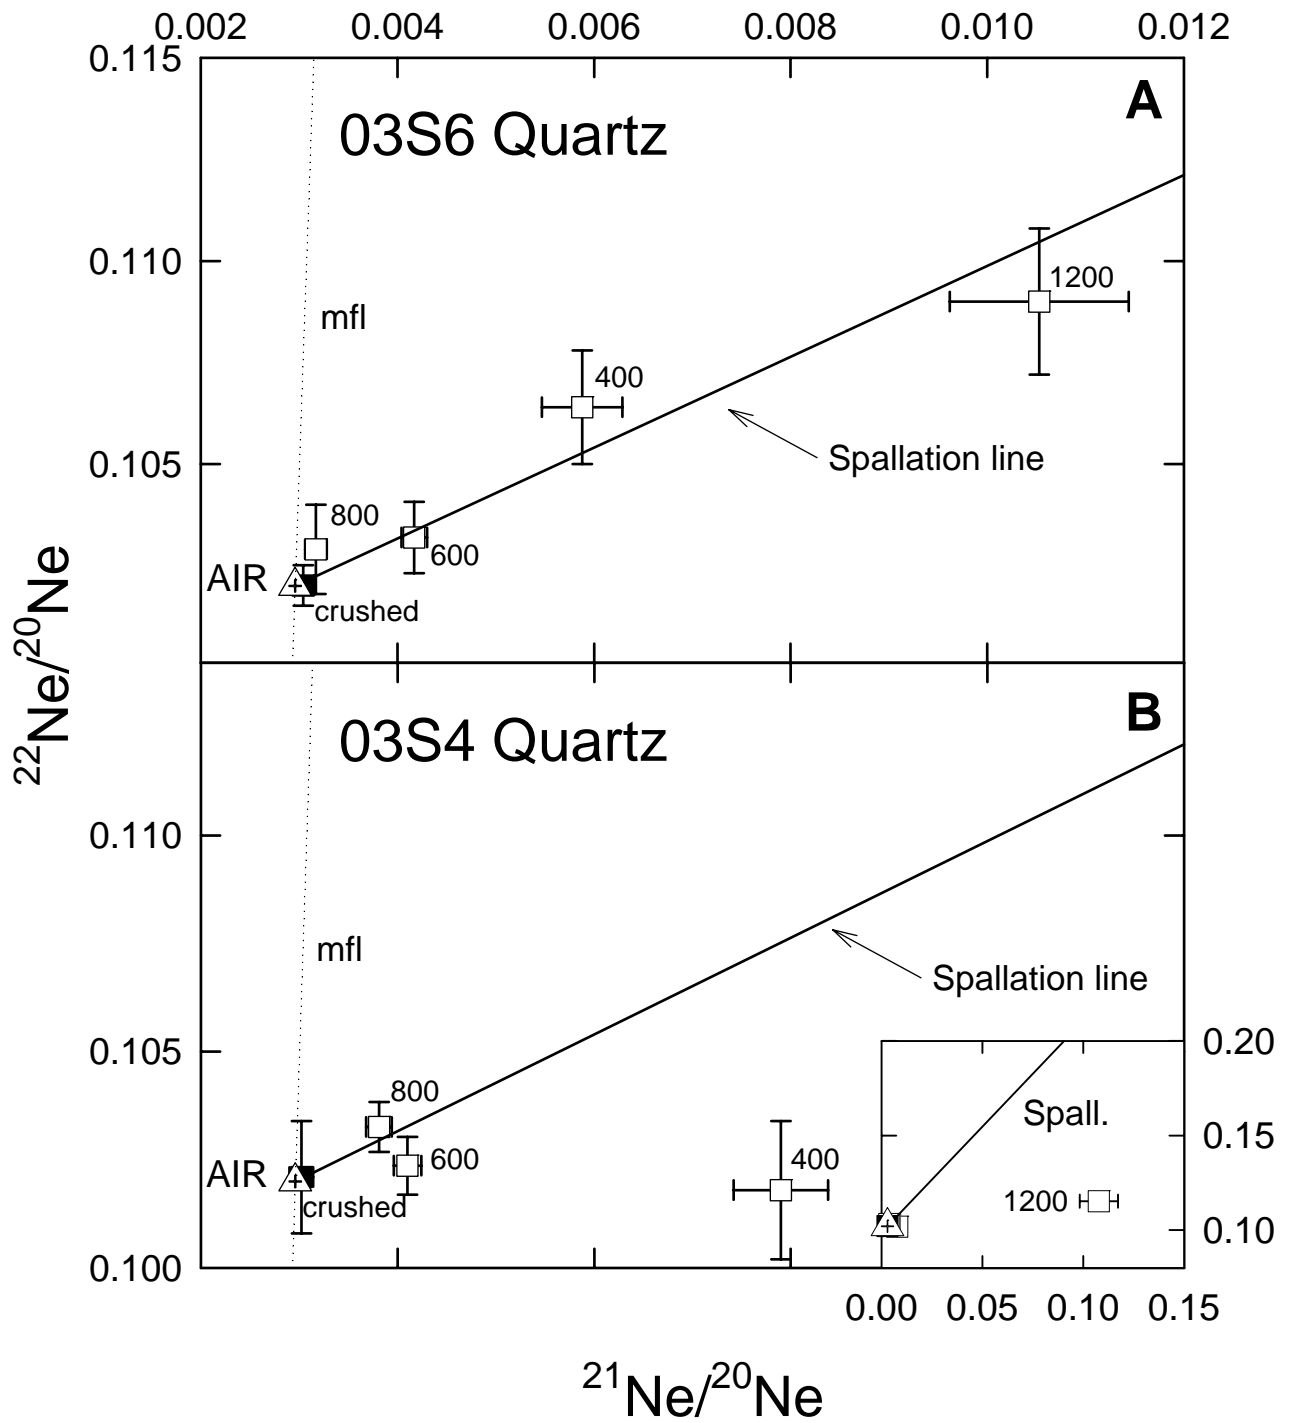 0.002 0.004 0.006 0.008 0.010 0.012
0.115
A
03S6 Quartz
0.110
1200
mfl
400
Spallation line
0.105
800
600
AIR
crushed
22Ne/20Ne
B
03S4 Quartz
0.110
mfl
Spallation line
0.105
0.20
800
Spall.
0.15
600
400
AIR
1200
crushed
0.10
0.100
0.00 0.05 0.10 0.15
21Ne/20Ne